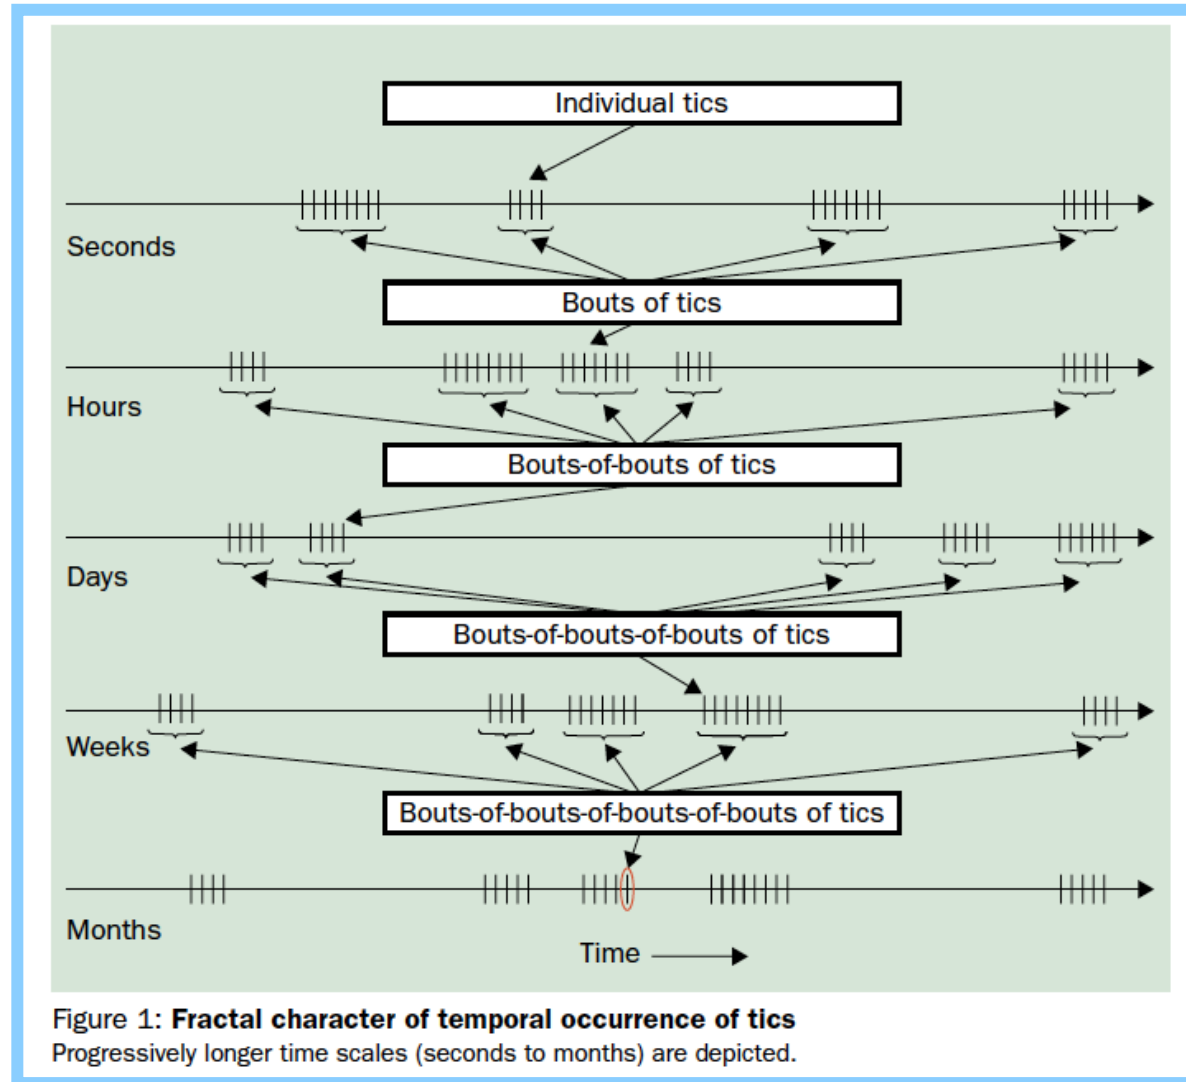 Individual tics
Seconds
Bouts of tics
Hours
Bouts-of-bouts of tics
Days
Bouts-of-bouts-of-bouts of tics
Weeks
Bouts-of-bouts-of-bouts-of-bouts of tics
Months
Time
Figure 1: Fractal character of temporal occurrence of tics
Progressively longer time scales (seconds to months) are depicted.